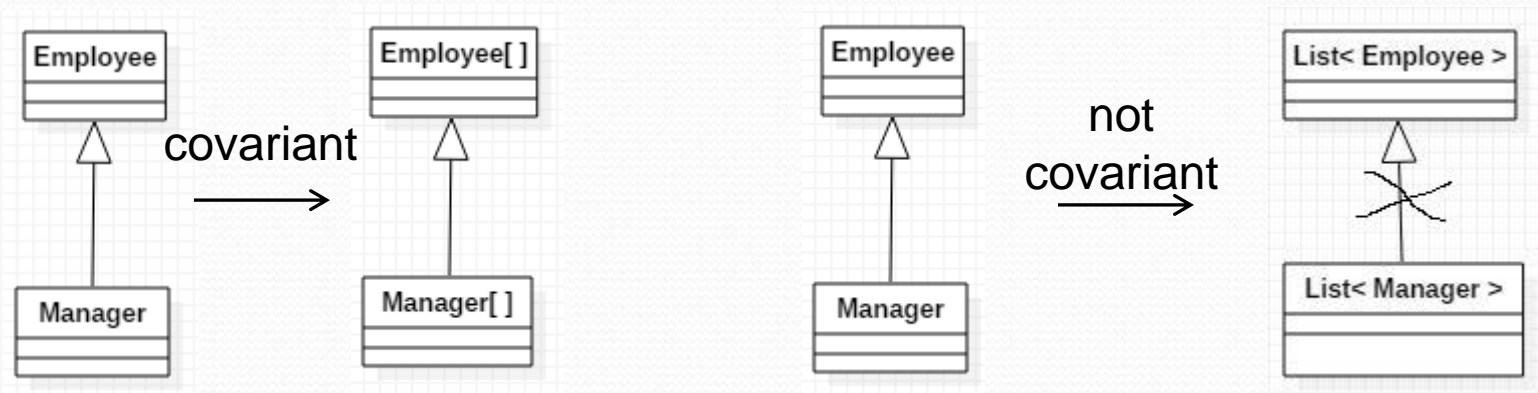 Employee
Employee[ ]
covariant
Manager
Manager[ ]
Employee
List< Employee >
not
covariant
Manager
List< Manager >